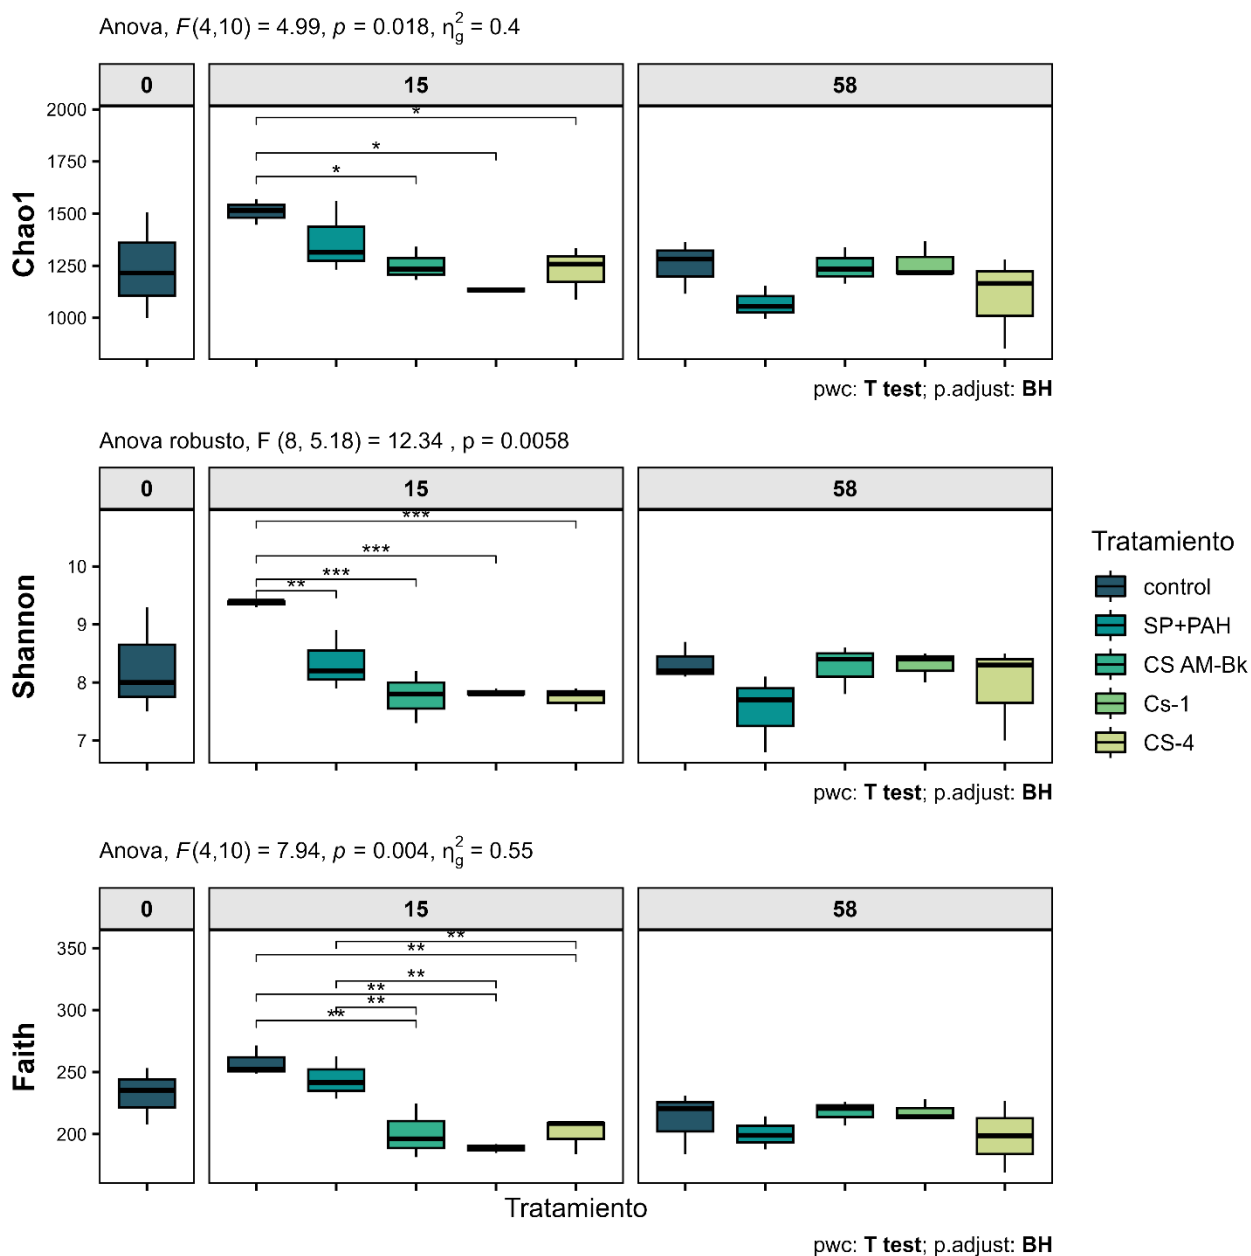 Anova, F(4,10) = 4.99, p = 0.018, η²g = 0.4
0 15 58
Chao1
2000
1750
1500
1250
1000
*
*
*
pwc: T test; p.adjust: BH
Anova robusto, F (8, 5.18) = 12.34 , p = 0.0058
0 15 58
Shannon
10
9
8
7
***
***
***
**
pwc: T test; p.adjust: BH
Tratamiento
control
SP+PAH
CS AM-Bk
Cs-1
CS-4
Anova, F(4,10) = 7.94, p = 0.004, η²g = 0.55
0 15 58
Faith
350
300
250
200
**
**
**
**
**
**
Tratamiento
pwc: T test; p.adjust: BH